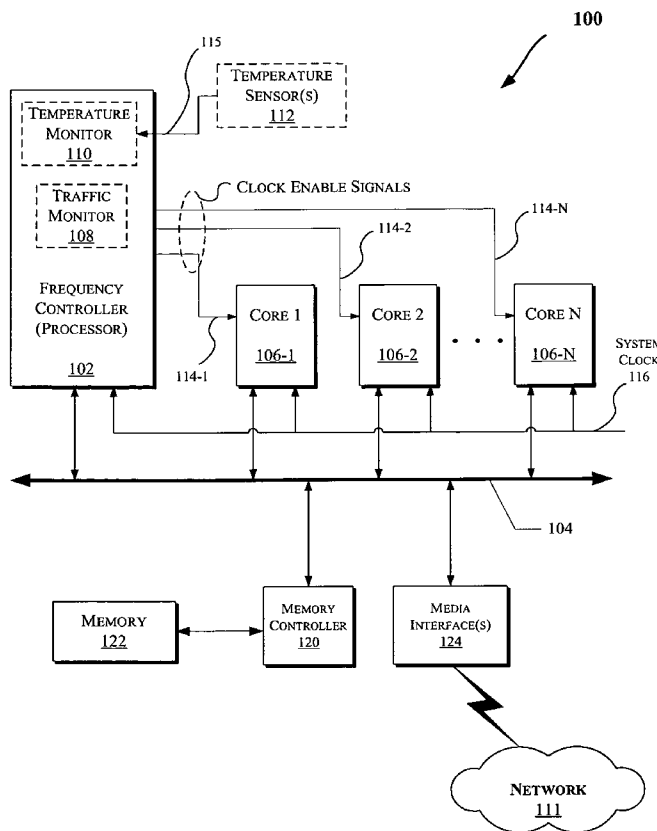 100
115
TEMPERATURE
SENSOR(S)
112
TEMPERATURE
MONITOR
110
CLOCK ENABLE SIGNALS
TRAFFIC
MONITOR
108
114-N
114-2
FREQUENCY
CONTROLLER
(PROCESSOR)
102
CORE 1
106-1
CORE 2
106-2
• • •
CORE N
106-N
114-1
SYSTEM
CLOCK
116
104
MEMORY
122
MEMORY
CONTROLLER
120
MEDIA
INTERFACE(S)
124
NETWORK
111